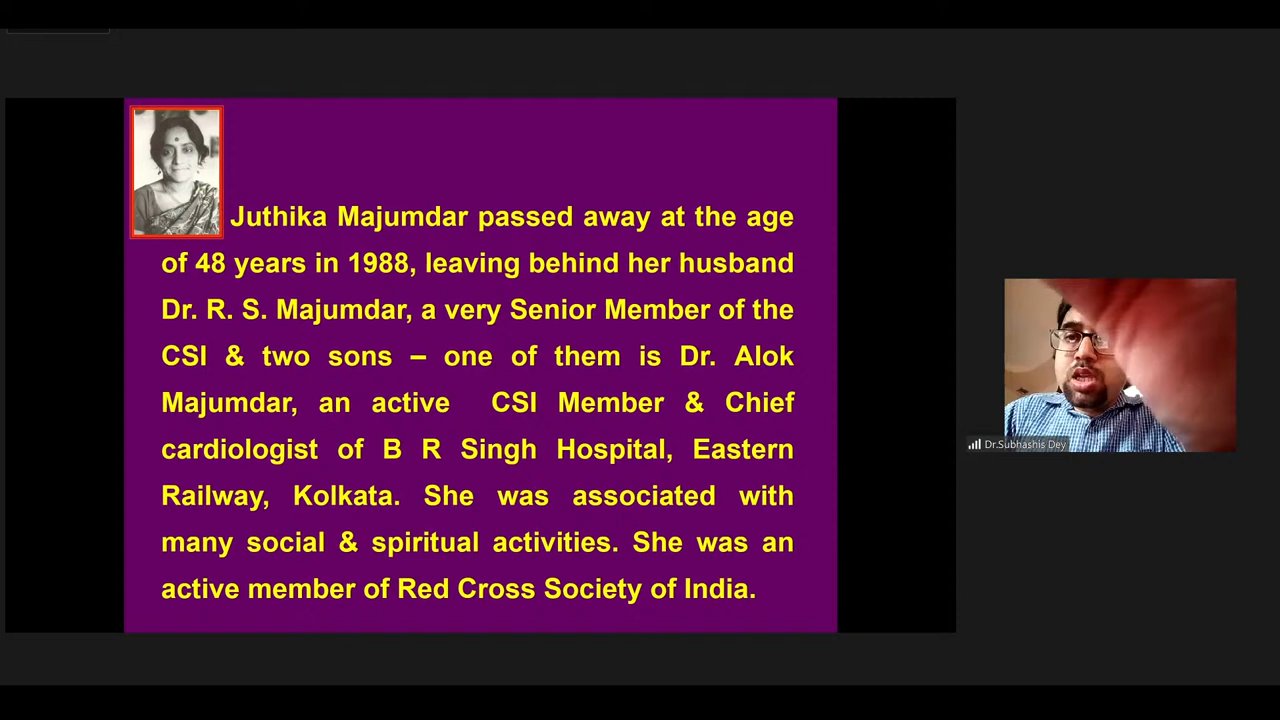 Juthika Majumdar passed away at the age
of 48 years in 1988, leaving behind her husband
Dr. R. S. Majumdar, a very Senior Member of the
CSI & two sons – one of them is Dr. Alok
Majumdar, an active CSI Member & Chief
cardiologist of B R Singh Hospital, Eastern
Railway, Kolkata. She was associated with
many social & spiritual activities. She was an
active member of Red Cross Society of India.
Dr.Subhashis Dey